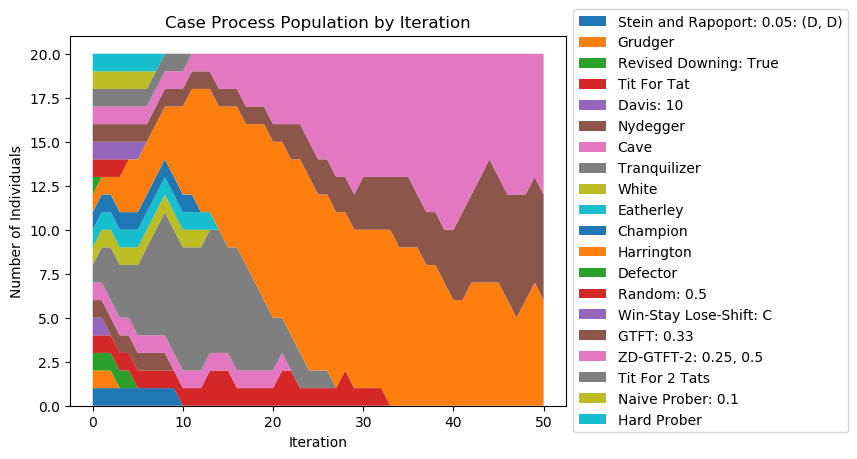 Case Process Population by Iteration
Number of Individuals
20.0
17.5
15.0
12.5
10.0
7.5
5.0
2.5
0.0
0
10
20
30
40
50
Iteration
Stein and Rapoport: 0.05: (D, D)
Grudger
Revised Downing: True
Tit For Tat
Davis: 10
Nydegger
Cave
Tranquilizer
White
Eatherley
Champion
Harrington
Defector
Random: 0.5
Win-Stay Lose-Shift: C
GTFT: 0.33
ZD-GTFT-2: 0.25, 0.5
Tit For 2 Tats
Naive Prober: 0.1
Hard Prober